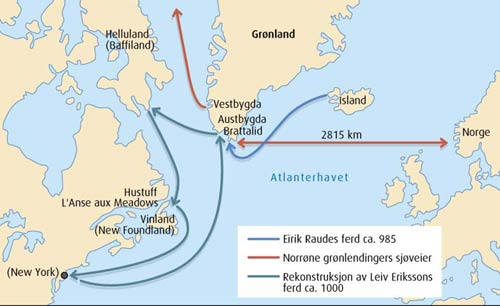 Helluland
(Baffiland)
Grønland
Vestbygda
Austbygda
Brattalid
Island
2815 km
Norge
Atlanterhavet
Hustuff
L'Anse aux Meadows
Vinland
(New Foundland)
(New York)
Eirik Raudes ferd ca. 985
Norrøne grønlendingers sjøveier
Rekonstruksjon av Leiv Erikssons
ferd ca. 1000